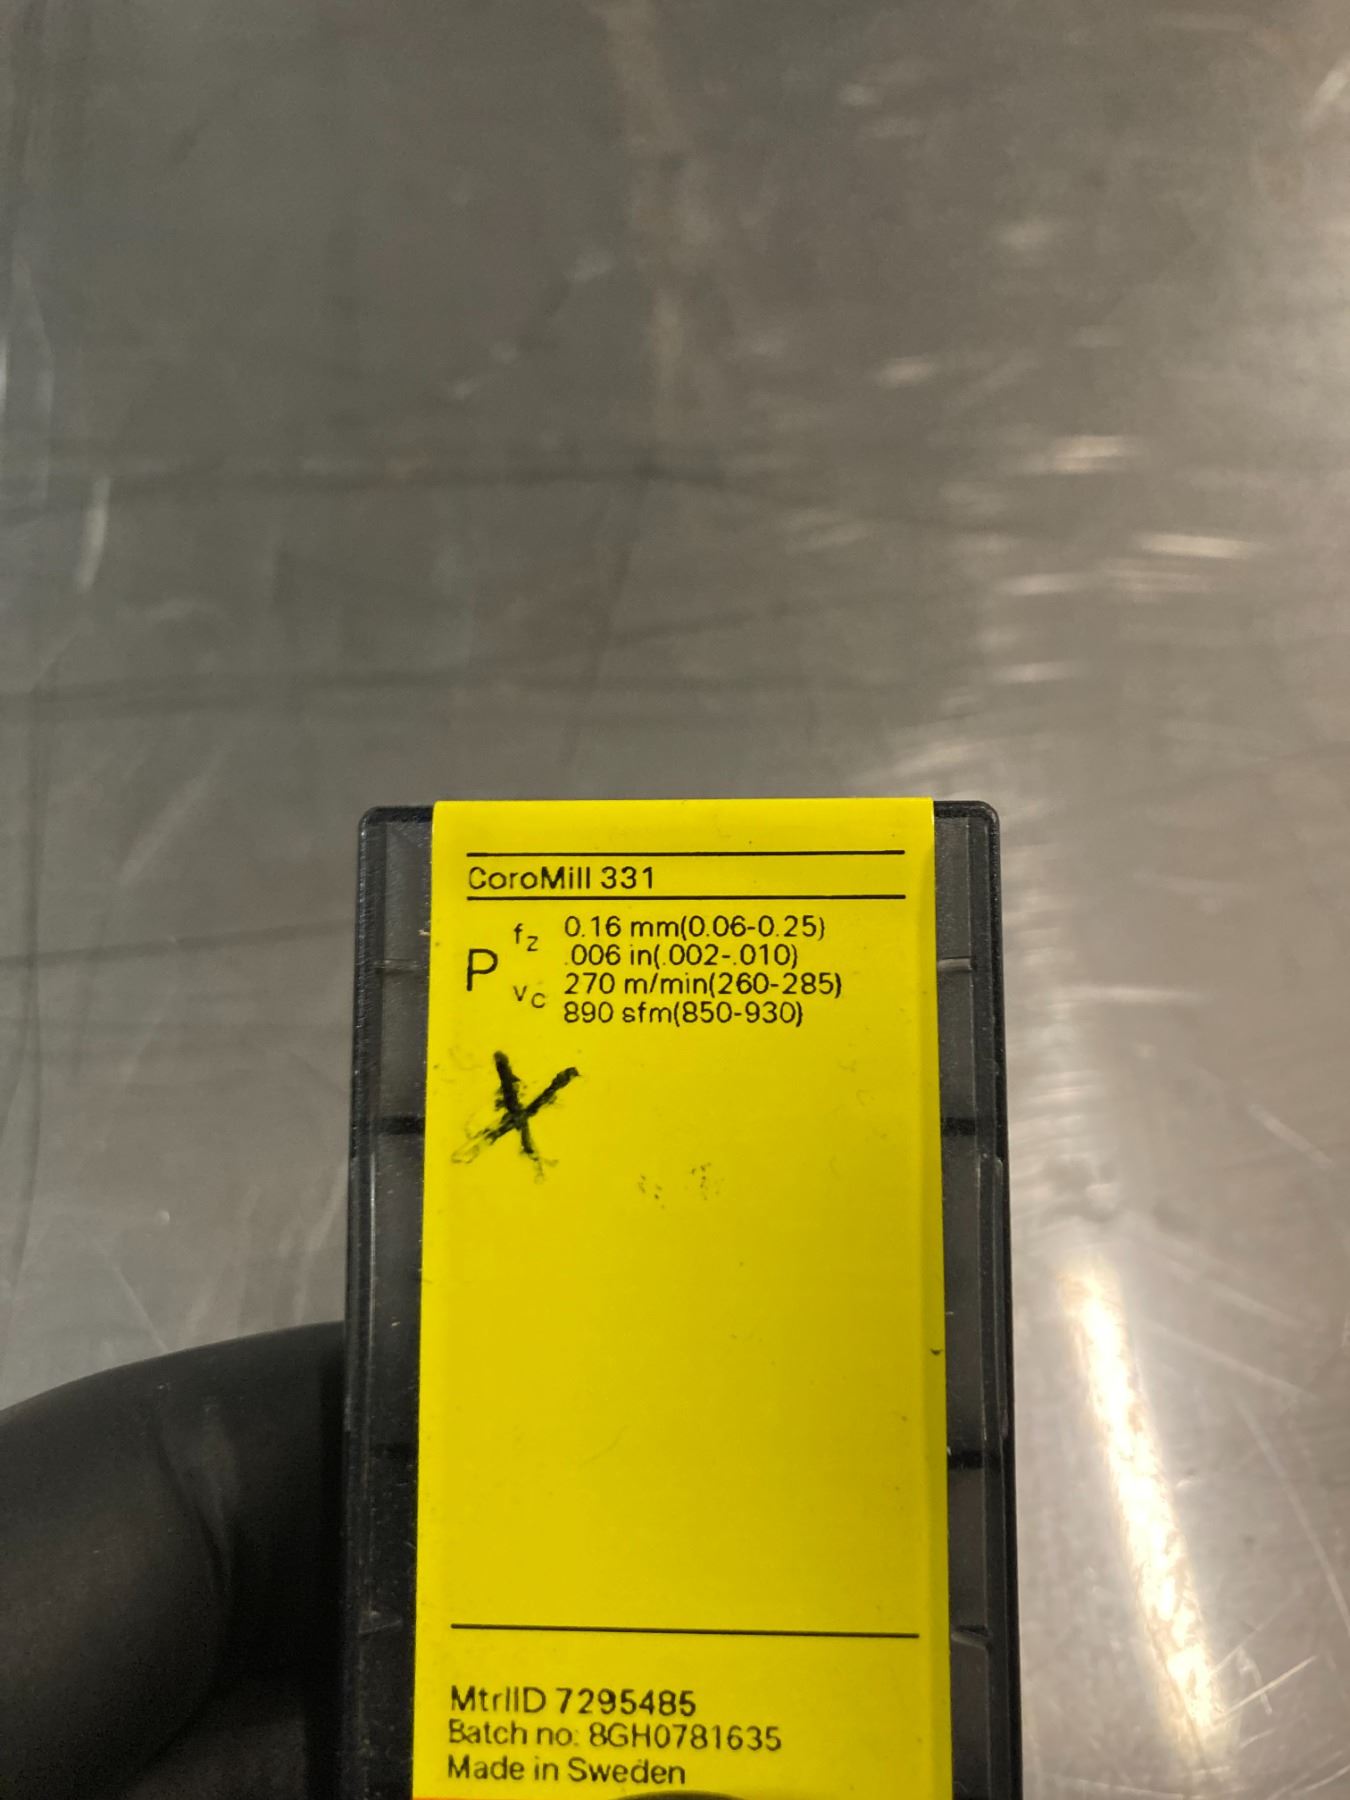 CoroMill 331
P
fz 0.16 mm(0.06-0.25)
.006 in(.002-.010)
vc 270 m/min(260-285)
890 sfm(850-930)
X
MtrlID 7295485
Batch no: 8GH0781635
Made in Sweden